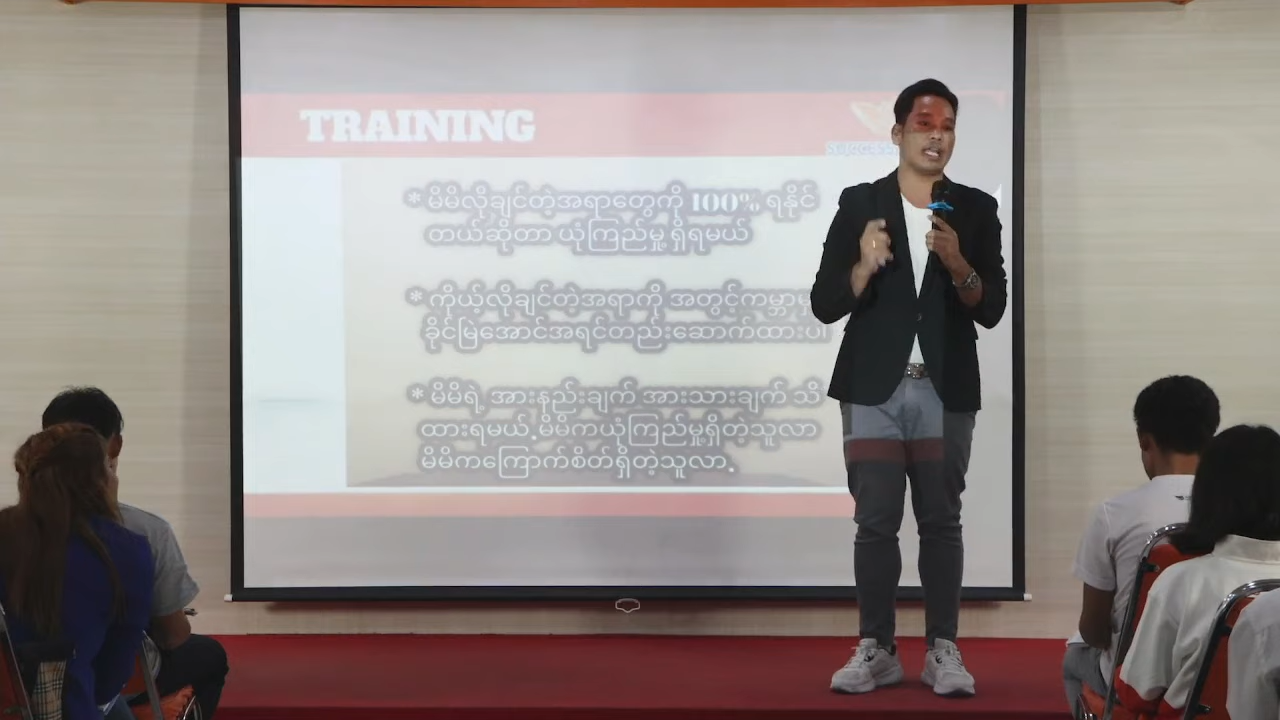 TRAINING
* မိမိလိုချင်တဲ့အရာတွေကို 100% ရနိုင်
တယ်ဆိုတာ ယုံကြည်မှု့ ရှိရမယ်
* ကိုယ်လိုချင်တဲ့အရာကို အတွင်ကမ္ဘာမှ
ခိုင်မြဲအောင်အရင်တည်းဆောက်ထားပါ
* မိမိရဲ့ အားနည်းချက် အားသားချက် သိ
ထားရမယ်.မိမိကယုံကြည်မှု့ရှိတဲ့သူလာ
မိမိကကြောက်စိတ်ရှိတဲ့သူလာ.